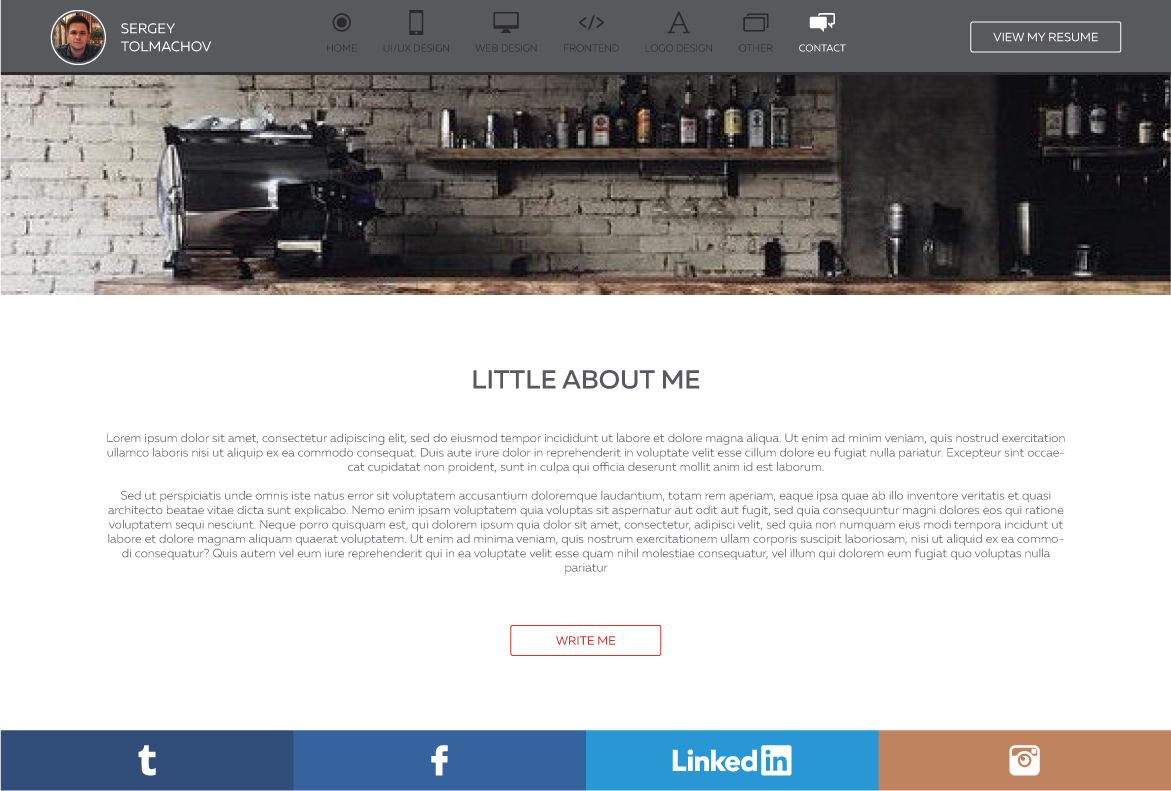 SERGEY
TOLMACHOV
HOME UI/UX DESIGN WEB DESIGN FRONTEND LOGO DESIGN OTHER CONTACT
VIEW MY RESUME
LITTLE ABOUT ME
Lorem ipsum dolor sit amet, consectetur adipiscing elit, sed do eiusmod tempor incididunt ut labore et dolore magna aliqua. Ut enim ad minim veniam, quis nostrud exercitation
ullamco laboris nisi ut aliquip ex ea commodo consequat. Duis aute irure dolor in reprehenderit in voluptate velit esse cillum dolore eu fugiat nulla pariatur. Excepteur sint occae-
cat cupidatat non proident, sunt in culpa qui officia deserunt mollit anim id est laborum.
Sed ut perspiciatis unde omnis iste natus error sit voluptatem accusantium doloremque laudantium, totam rem aperiam, eaque ipsa quae ab illo inventore veritatis et quasi
architecto beatae vitae dicta sunt explicabo. Nemo enim ipsam voluptatem quia voluptas sit aspernatur aut odit aut fugit, sed quia consequuntur magni dolores eos qui ratione
voluptatem sequi nesciunt. Neque porro quisquam est, qui dolorem ipsum quia dolor sit amet, consectetur, adipisci velit, sed quia non numquam eius modi tempora incidunt ut
labore et dolore magnam aliquam quaerat voluptatem. Ut enim ad minima veniam, quis nostrum exercitationem ullam corporis suscipit laboriosam, nisi ut aliquid ex ea commo-
di consequatur? Quis autem vel eum iure reprehenderit qui in ea voluptate velit esse quam nihil molestiae consequatur, vel illum qui dolorem eum fugiat quo voluptas nulla
pariatur
WRITE ME
t f Linkedin